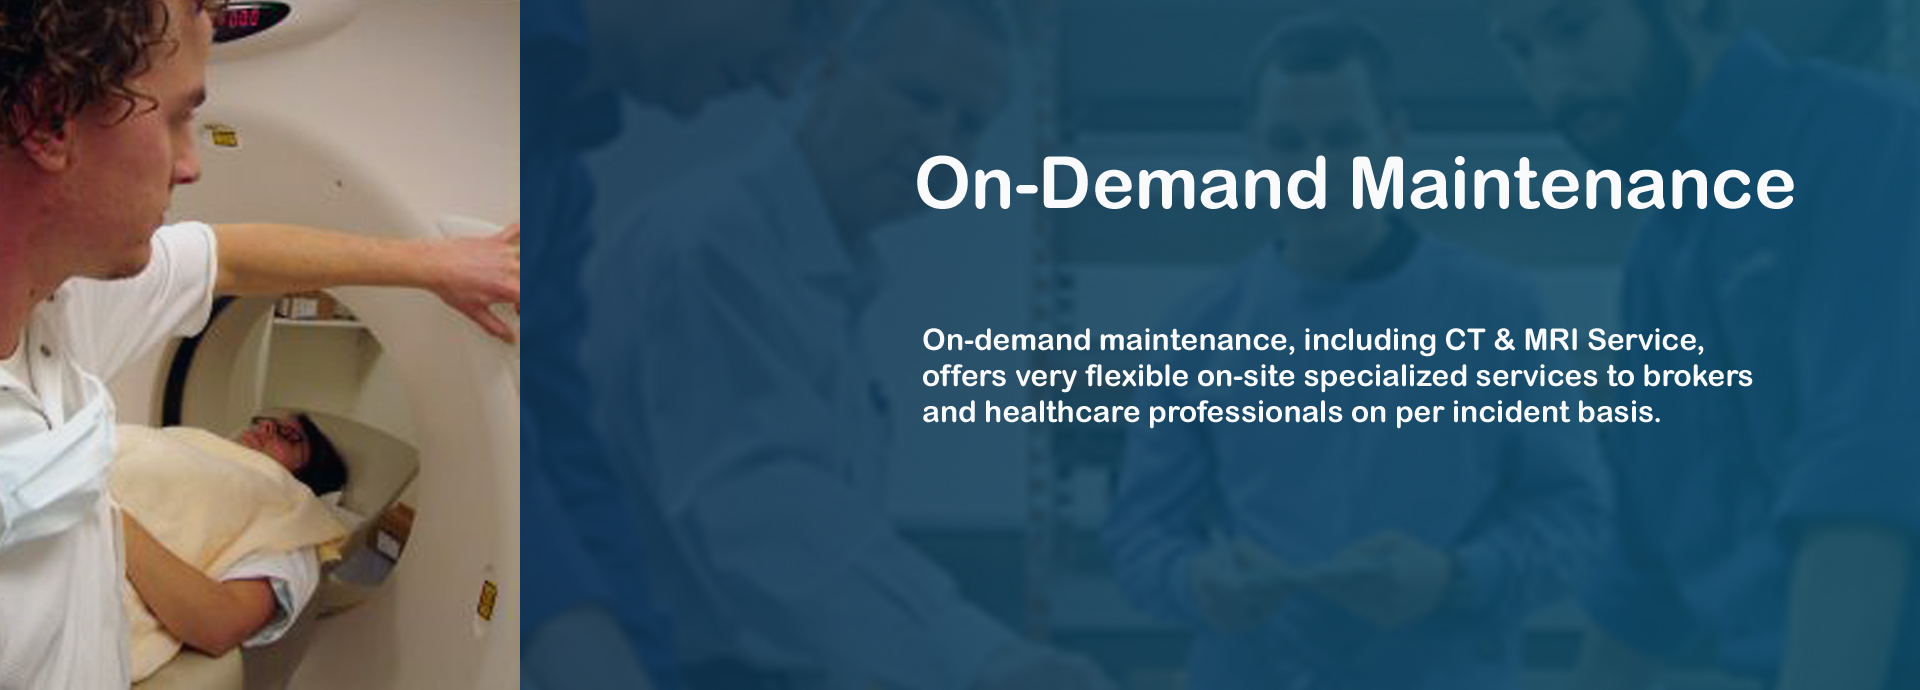 On-Demand Maintenance
On-demand maintenance, including CT & MRI Service,
offers very flexible on-site specialized services to brokers
and healthcare professionals on per incident basis.